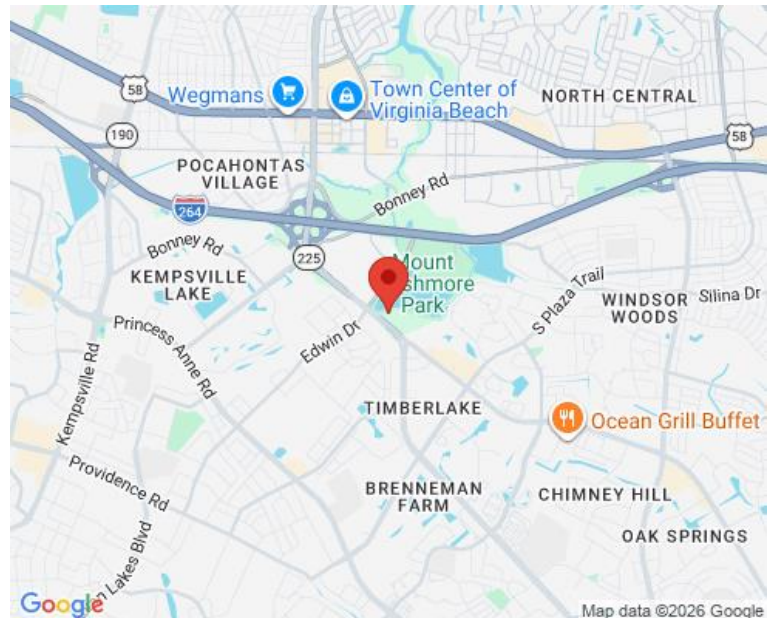 58
Wegmans
Town Center of
Virginia Beach
NORTH CENTRAL
58
190
POCAHONTAS
VILLAGE
Bonney Rd
264
Bonney Rd
225
KEMPSVILLE
LAKE
Mount
shmore
Park
S Plaza Trail
WINDSOR
WOODS
Silina Dr
Princess Anne Rd
Edwin Dr
Kempsville Rd
TIMBERLAKE
Ocean Grill Buffet
Providence Rd
BRENNEMAN
FARM
CHIMNEY HILL
OAK SPRINGS
n Lakes Blvd
Google
Map data ©2026 Google